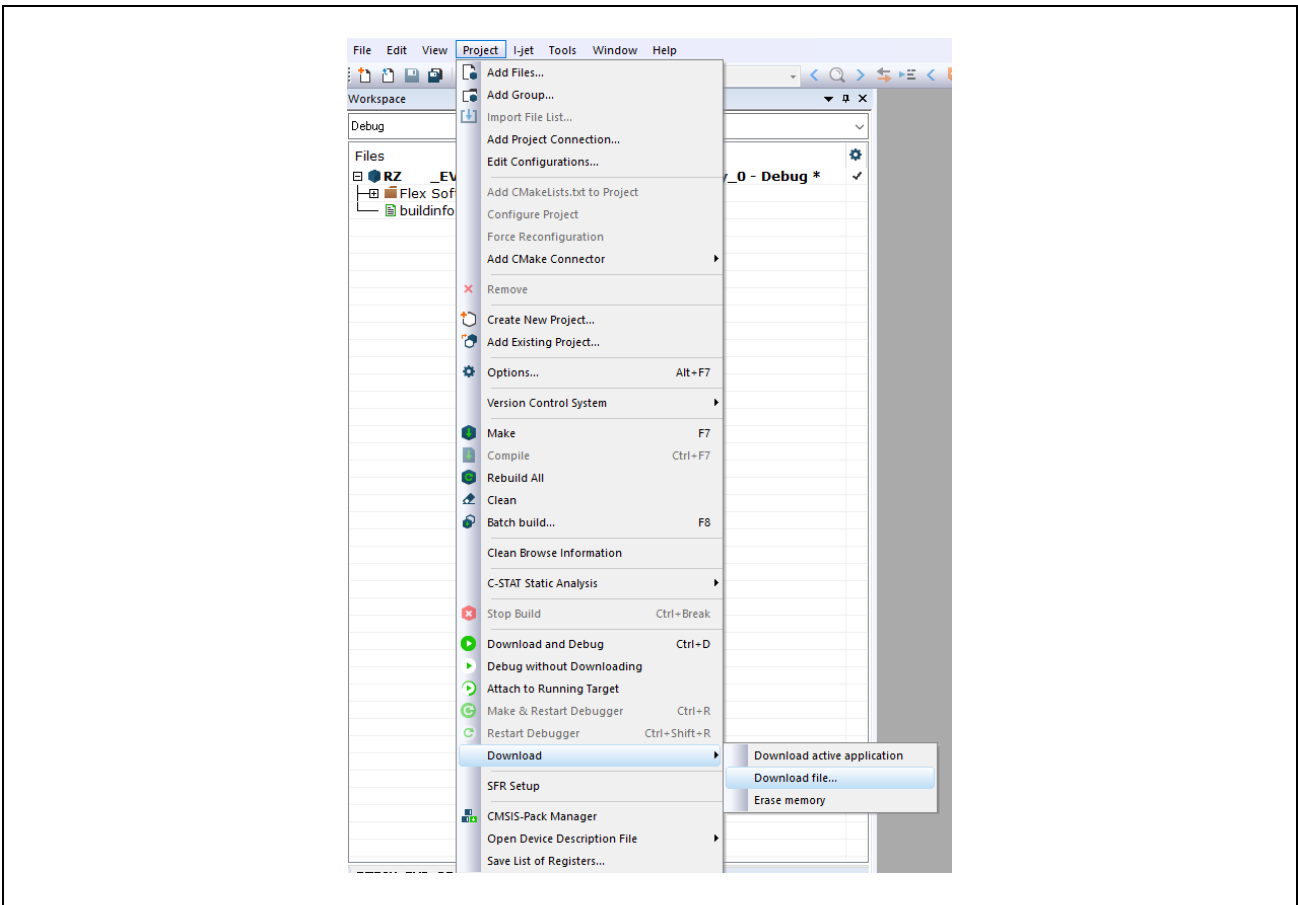 File Edit View Project I-jet Tools Window Help
Workspace
Debug
Files
RZ _EV y_0 - Debug *
Flex Sof
buildinfo
Add Files...
Add Group...
Import File List...
Add Project Connection...
Edit Configurations...
Add CMakeLists.txt to Project
Configure Project
Force Reconfiguration
Add CMake Connector
Remove
Create New Project...
Add Existing Project...
Options... Alt+F7
Version Control System
Make F7
Compile Ctrl+F7
Rebuild All
Clean
Batch build... F8
Clean Browse Information
C-STAT Static Analysis
Stop Build Ctrl+Break
Download and Debug Ctrl+D
Debug without Downloading
Attach to Running Target
Make & Restart Debugger Ctrl+R
Restart Debugger Ctrl+Shift+R
Download
Download active application
Download file...
Erase memory
SFR Setup
CMSIS-Pack Manager
Open Device Description File
Save List of Registers...